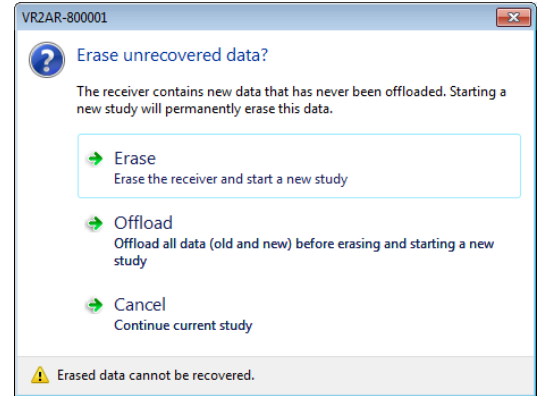 VR2AR-800001
Erase unrecovered data?
The receiver contains new data that has never been offloaded. Starting a
new study will permanently erase this data.
Erase
Erase the receiver and start a new study
Offload
Offload all data (old and new) before erasing and starting a new
study
Cancel
Continue current study
Erased data cannot be recovered.